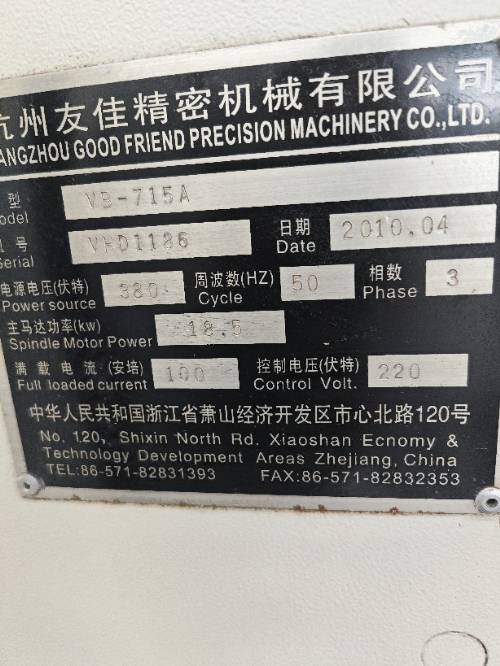 杭州友佳精密机械有限公司
ANGZHOU GOOD FRIEND PRECISION MACHINERY CO.,LTD.
型 VB-715A
odel
号 日期 2010.04
Serial Date
电源电压(伏特) 380 周波数(HZ) 50 相数 3
Power source Cycle Phase
主马达功率(kw) 18.5
Spindle Motor Power
满载电流(安培) 100 控制电压(伏特) 220
Full loaded current Control Volt.
中华人民共和国浙江省萧山经济开发区市心北路120号
No. 120, Shixin North Rd. Xiaoshan Ecnomy &
Technology Development Areas Zhejiang, China
TEL:86-571-82831393 FAX:86-571-82832353